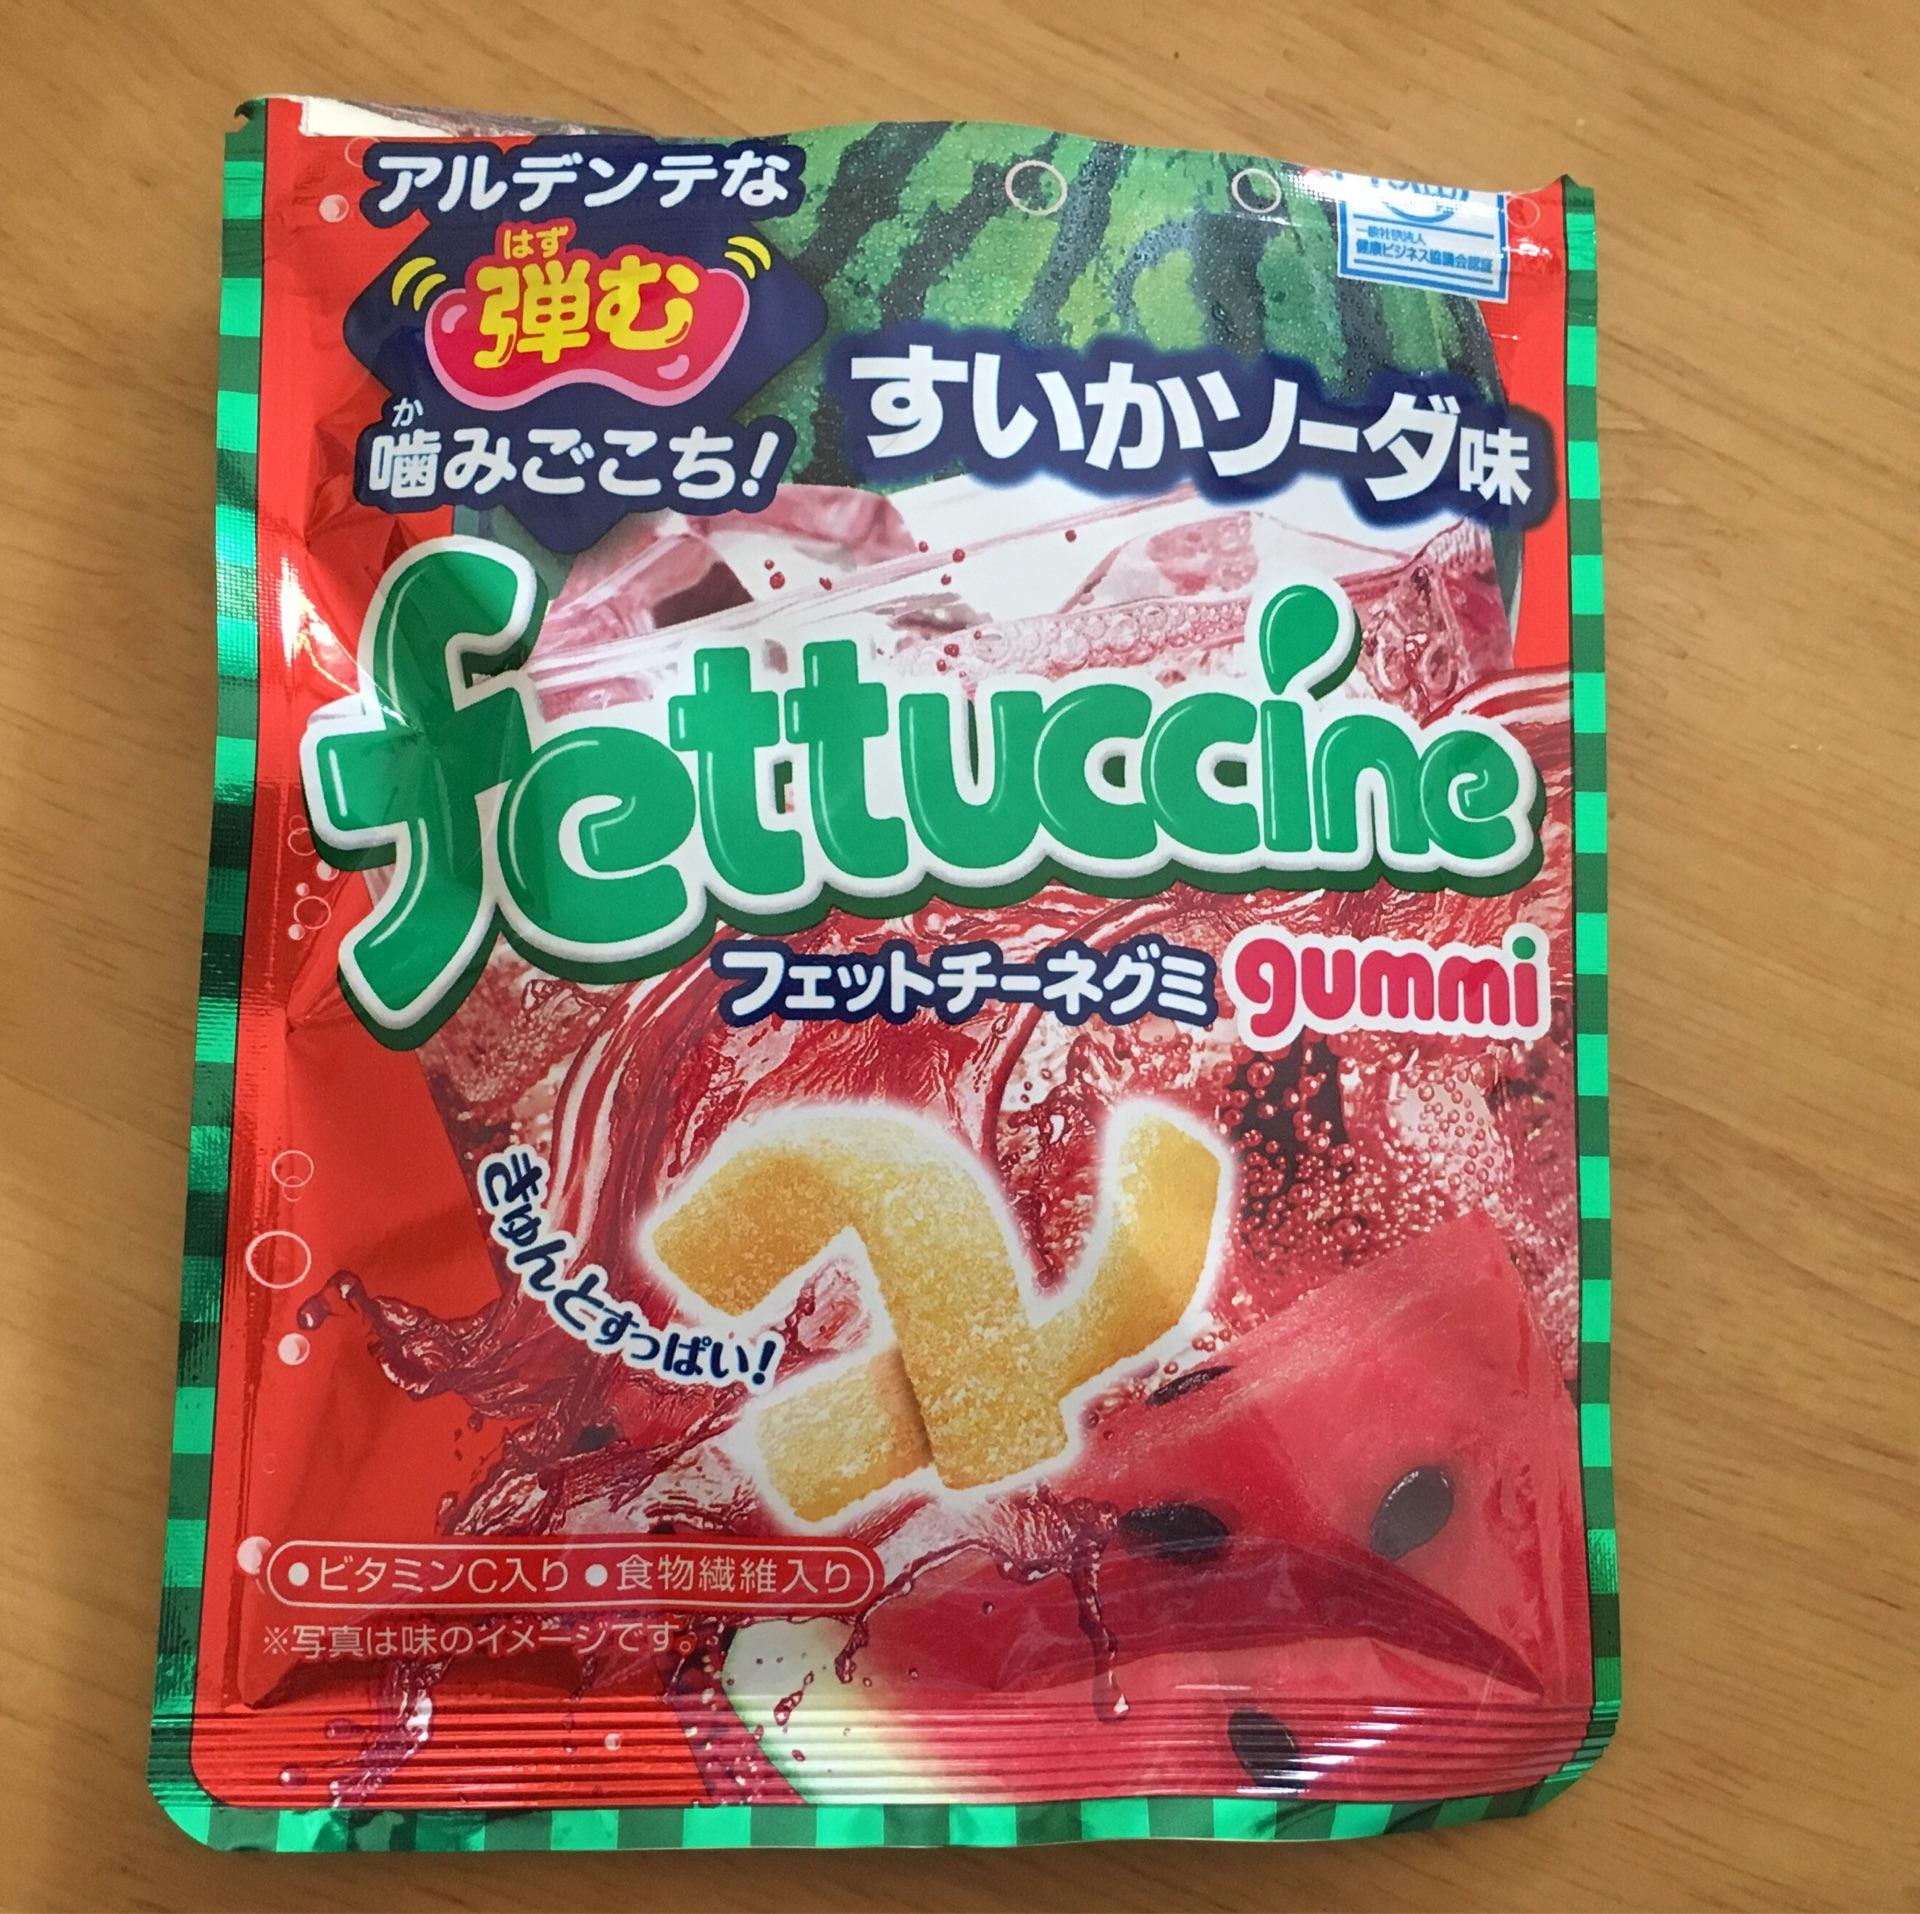 アルデンテな
はず
弾む
か
噛みごこち!
一般社団法人
健康ビジネス協議会認証
すいかソーダ味
fettuccine
フェットチーネグミ gummi
きゅんとすっぱい!
●ビタミンC入り ●食物繊維入り
※写真は味のイメージです。